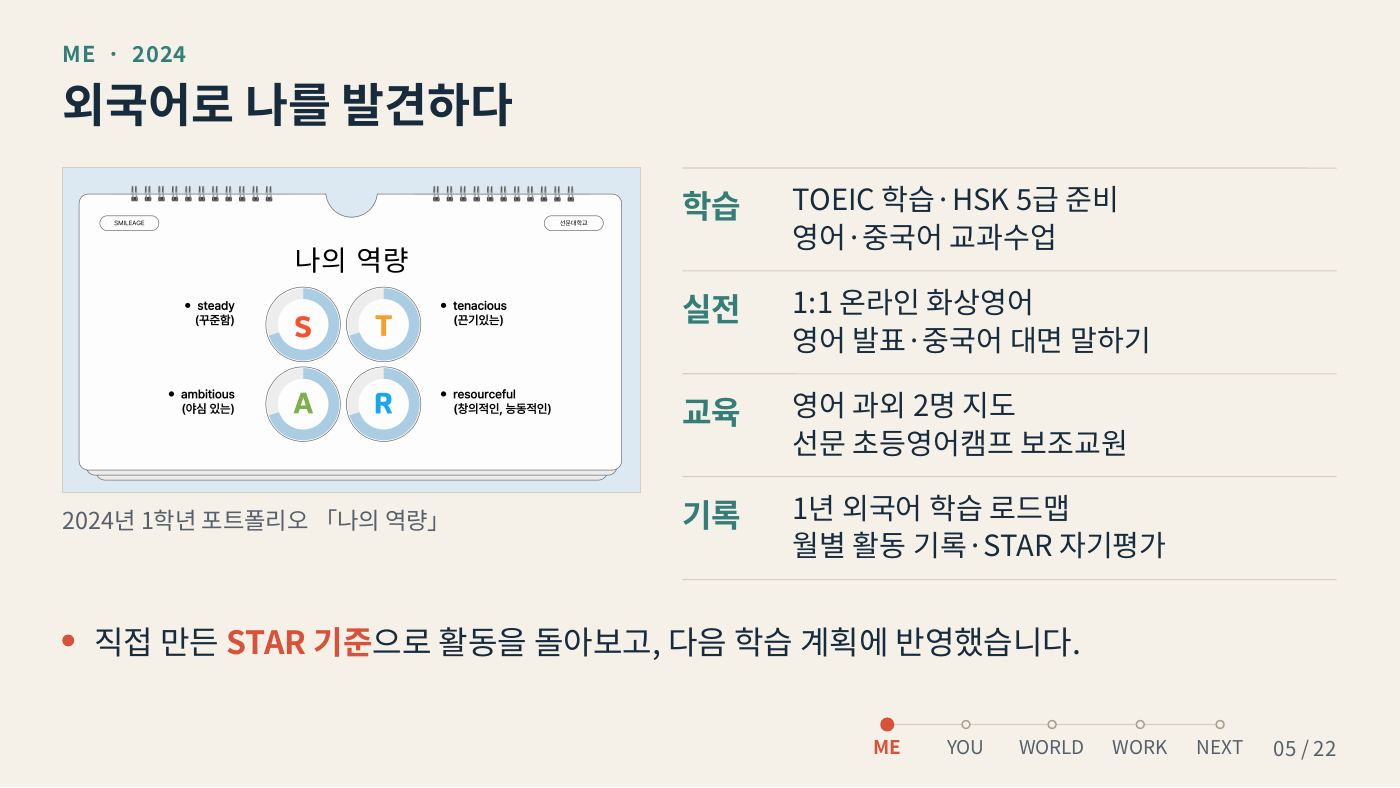 ME · 2024
외국어로 나를 발견하다
SMILEAGE
선문대학교
나의 역량
• steady
(꾸준함)
S
T
• tenacious
(끈기있는)
• ambitious
(야심 있는)
A
R
• resourceful
(창의적인, 능동적인)
2024년 1학년 포트폴리오 「나의 역량」
학습
TOEIC 학습·HSK 5급 준비
영어·중국어 교과수업
실전
1:1 온라인 화상영어
영어 발표·중국어 대면 말하기
교육
영어 과외 2명 지도
선문 초등영어캠프 보조교원
기록
1년 외국어 학습 로드맵
월별 활동 기록·STAR 자기평가
• 직접 만든 STAR 기준으로 활동을 돌아보고, 다음 학습 계획에 반영했습니다.
ME YOU WORLD WORK NEXT 05 / 22